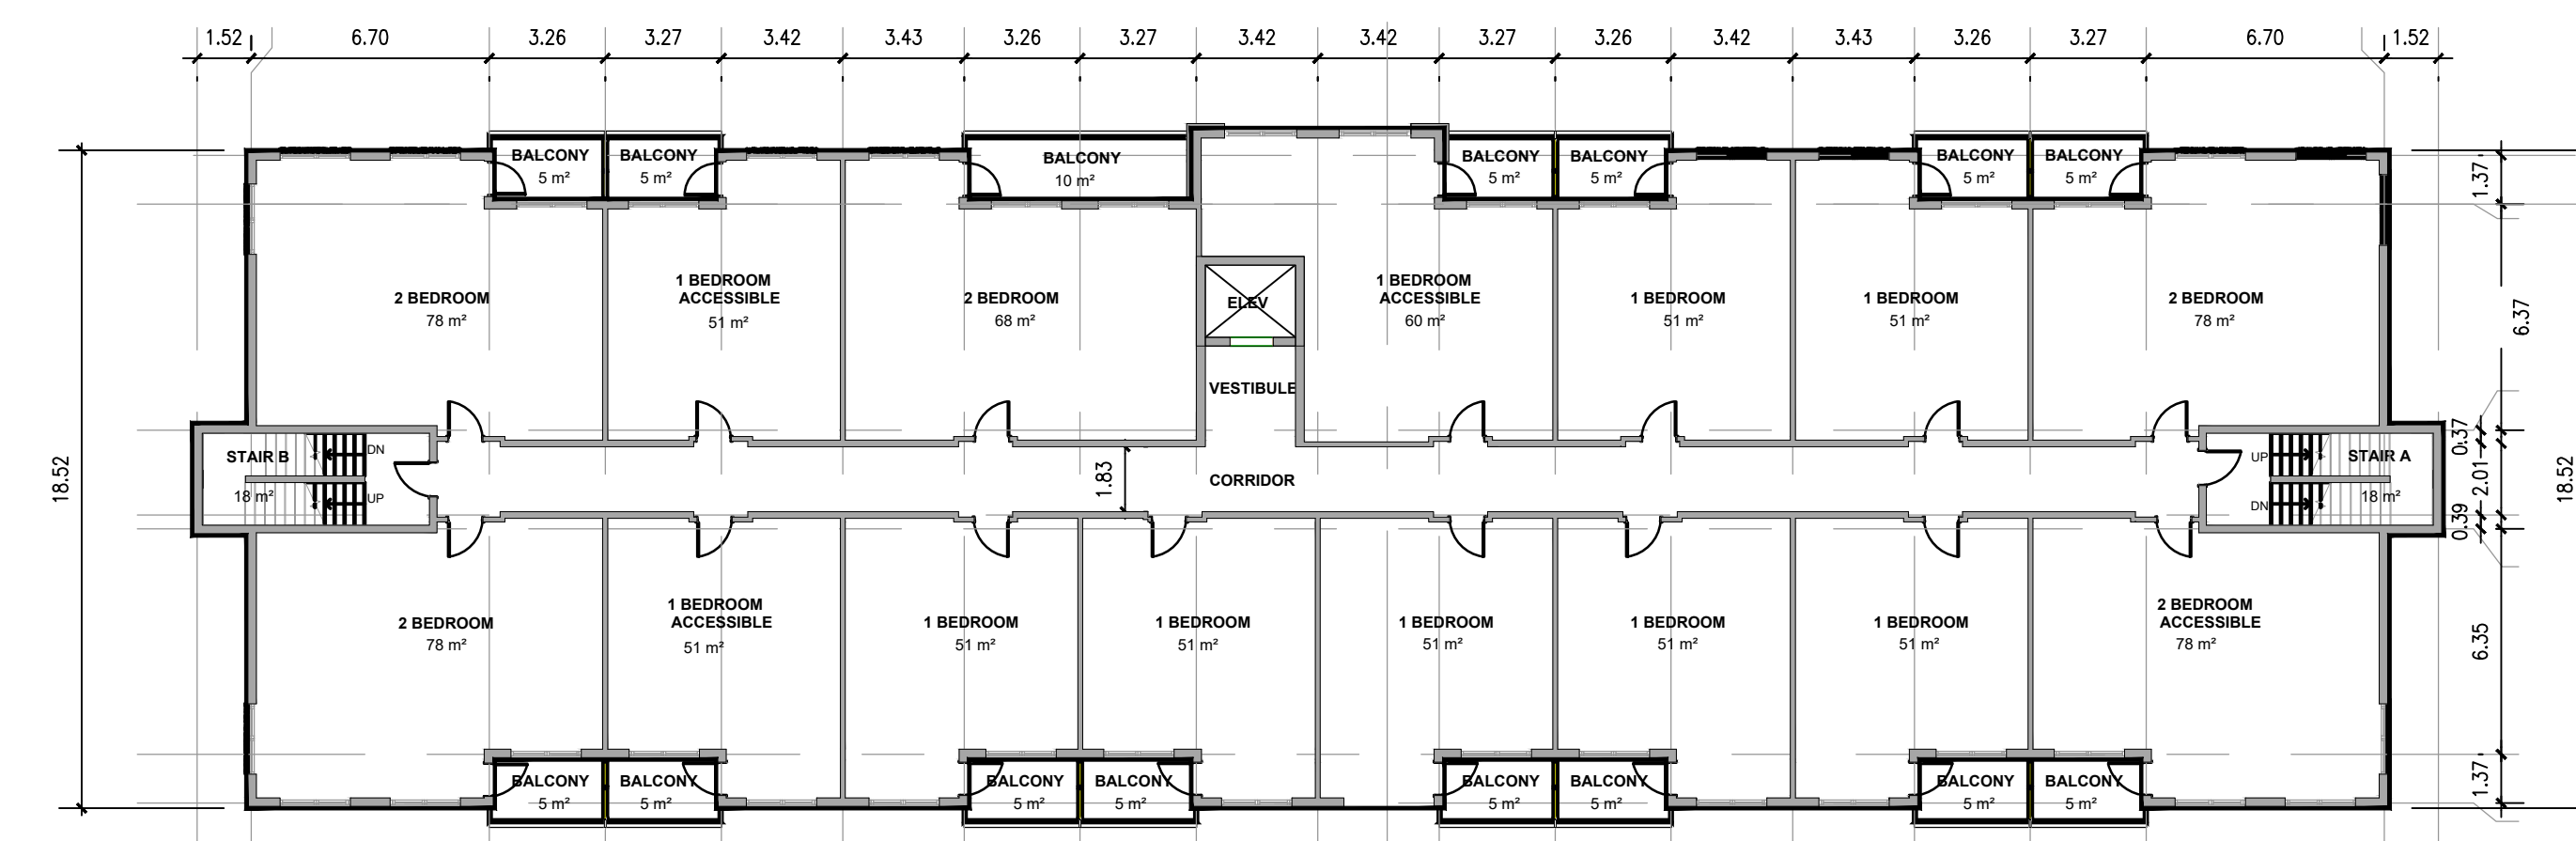 1.52 6.70 3.26 3.27 3.42 3.43 3.26 3.27 3.42 3.42 3.27 3.26 3.42 3.43 3.26 3.27 6.70 1.52
BALCONY BALCONY BALCONY BALCONY BALCONY BALCONY BALCONY
5 m² 5 m² 10 m² 5 m² 5 m² 5 m² 5 m²
1.37
2 BEDROOM
78 m²
1 BEDROOM
ACCESSIBLE
51 m²
2 BEDROOM
68 m²
ELEV
1 BEDROOM
ACCESSIBLE
60 m²
1 BEDROOM
51 m²
1 BEDROOM
51 m²
2 BEDROOM
78 m²
6.37
VESTIBULE
18.52
STAIR B
18 m²
DN
UP
1.83
CORRIDOR
UP
DN
STAIR A
18 m²
0.37
2.01
0.39
18.52
2 BEDROOM
78 m²
1 BEDROOM
ACCESSIBLE
51 m²
1 BEDROOM
51 m²
1 BEDROOM
51 m²
1 BEDROOM
51 m²
1 BEDROOM
51 m²
1 BEDROOM
51 m²
2 BEDROOM
ACCESSIBLE
78 m²
6.35
BALCONY BALCONY BALCONY BALCONY BALCONY BALCONY BALCONY BALCONY
5 m² 5 m² 5 m² 5 m² 5 m² 5 m² 5 m² 5 m²
1.37